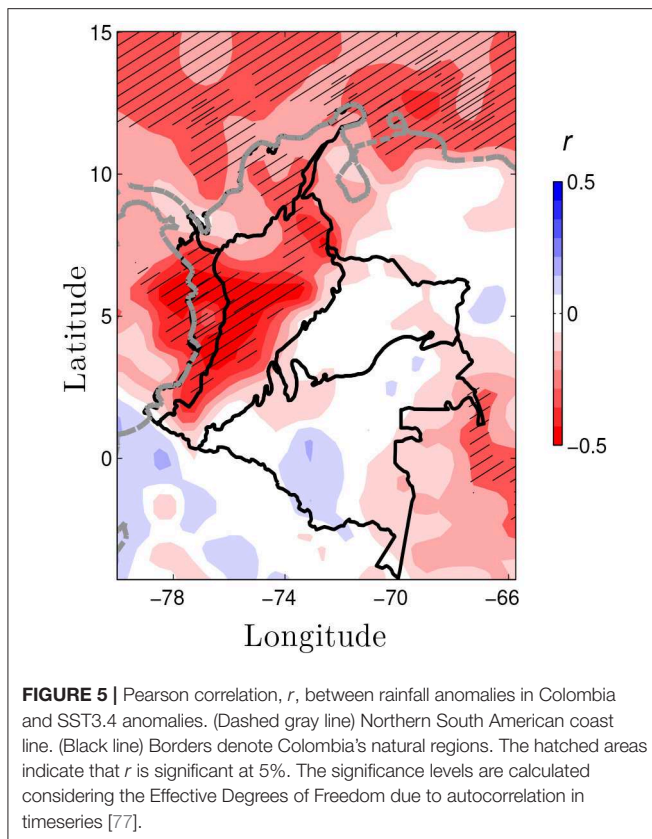 15
10
5
0
Latitude
−78
−74
−70
−66
Longitude
r
0.5
0
−0.5
FIGURE 5 | Pearson correlation, r, between rainfall anomalies in Colombia
and SST3.4 anomalies. (Dashed gray line) Northern South American coast
line. (Black line) Borders denote Colombia's natural regions. The hatched areas
indicate that r is significant at 5%. The significance levels are calculated
considering the Effective Degrees of Freedom due to autocorrelation in
timeseries [77].